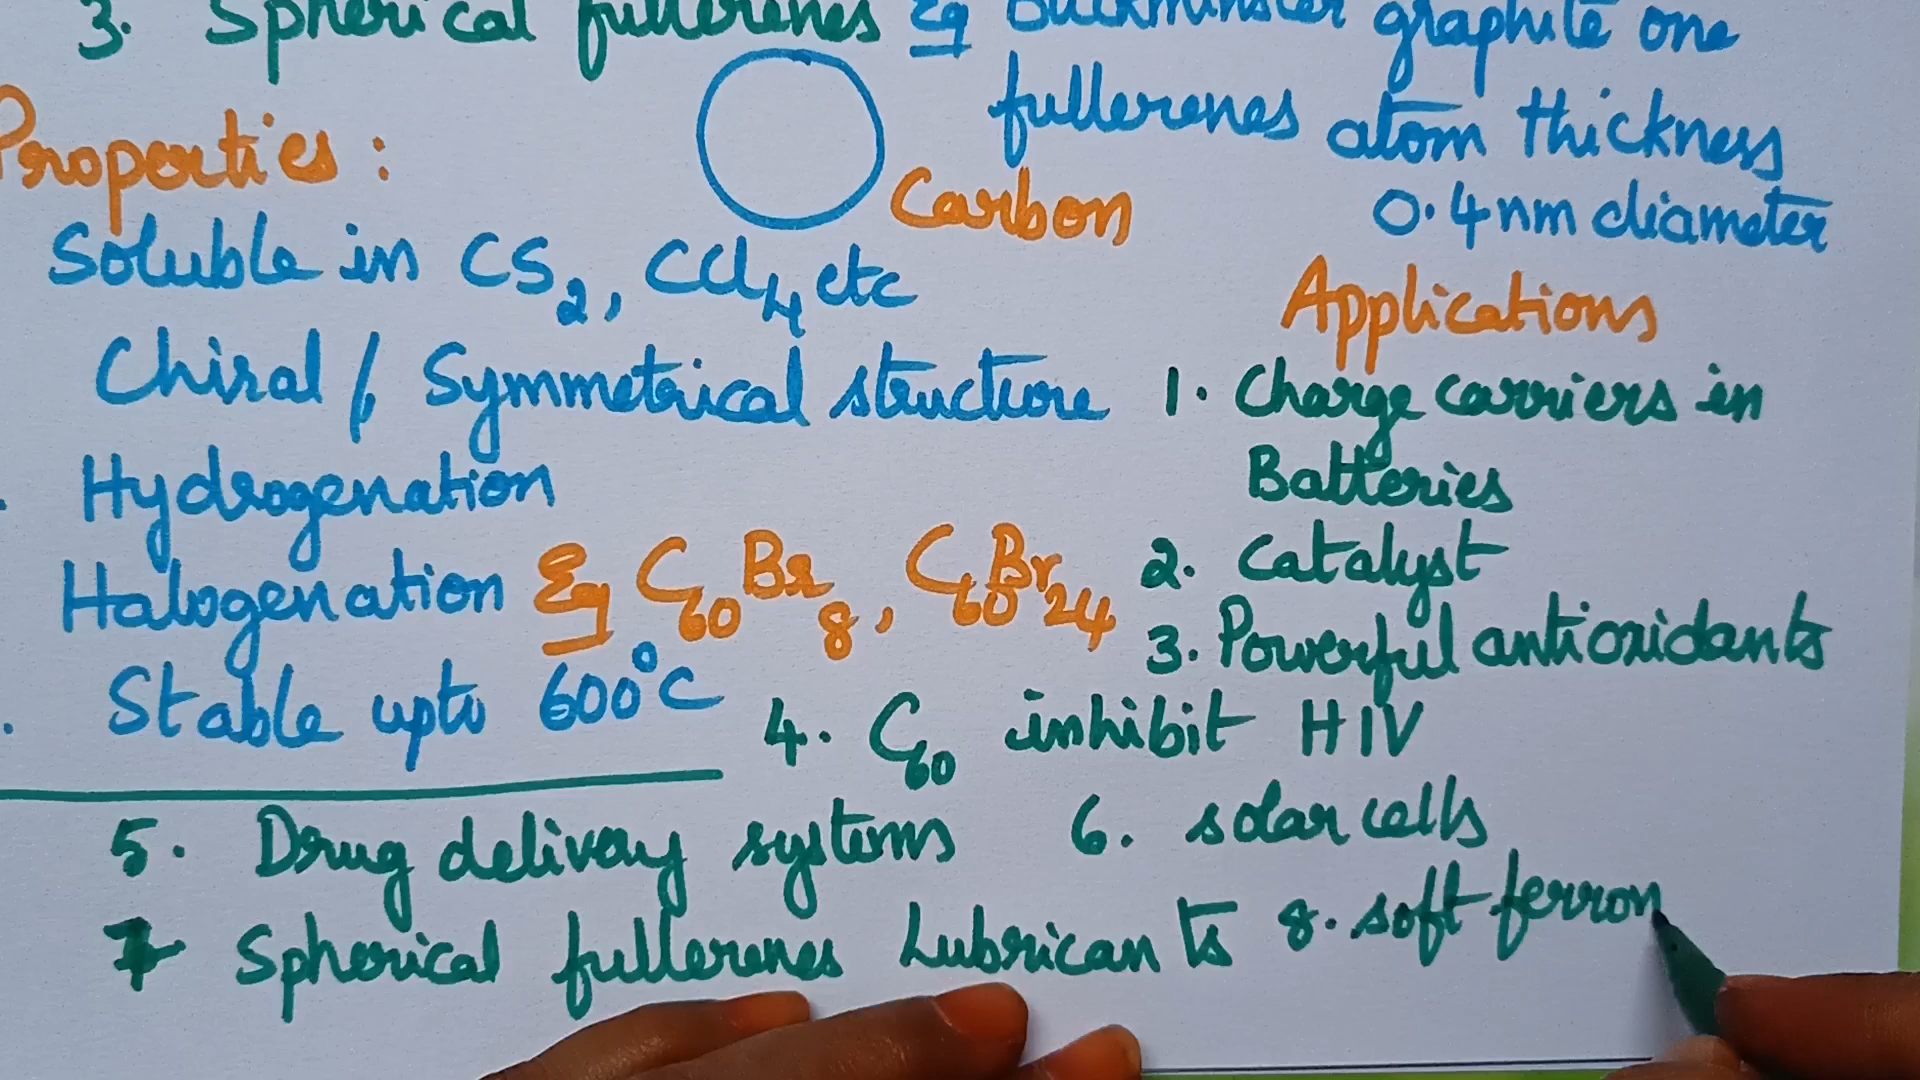 3. Spherical fullerenes Eg Buckminster graphite one
fullerenes atom thickness
Properties :
Carbon
0.4nm diameter
Soluble in CS2, CCl4 etc
Applications
Chiral / Symmetrical structure
1. Charge carriers in
Batteries
Hydrogenation
Halogenation Eg C60Br8, C60Br24
2. Catalyst
3. Powerful antioxidants
Stable upto 600°C
4. C60 inhibit HIV
5. Drug delivery systems 6. solar cells
7 Spherical fullerenes Lubricants 8. soft ferrom